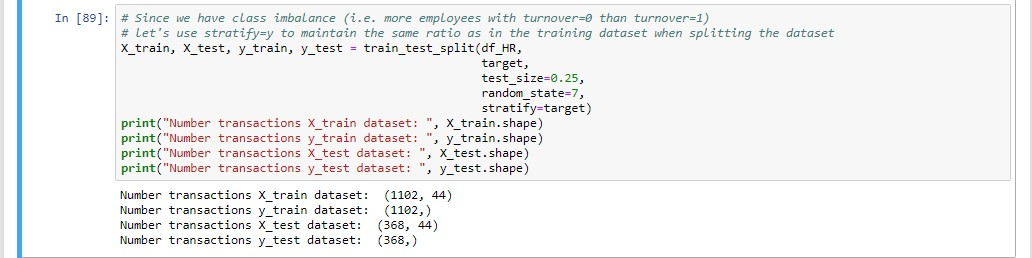 In [89]: # Since we have class imbalance (i.e. more employees with turnover=0 than turnover=1)
# let's use stratify=y to maintain the same ratio as in the training dataset when splitting the dataset
X_train, X_test, y_train, y_test = train_test_split(df_HR,
target,
test_size=0.25,
random_state=7,
stratify=target)
print("Number transactions X_train dataset: ", X_train.shape)
print("Number transactions y_train dataset: ", y_train.shape)
print("Number transactions X_test dataset: ", X_test.shape)
print("Number transactions y_test dataset: ", y_test.shape)
Number transactions X_train dataset:  (1102, 44)
Number transactions y_train dataset:  (1102,)
Number transactions X_test dataset:  (368, 44)
Number transactions y_test dataset:  (368,)